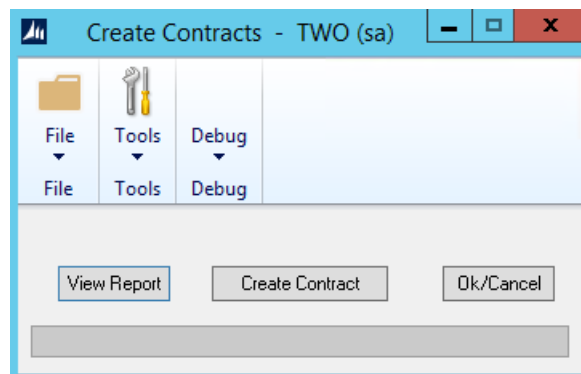 Create Contracts - TWO (sa)
File Tools Debug
File Tools Debug
View Report Create Contract Ok/Cancel